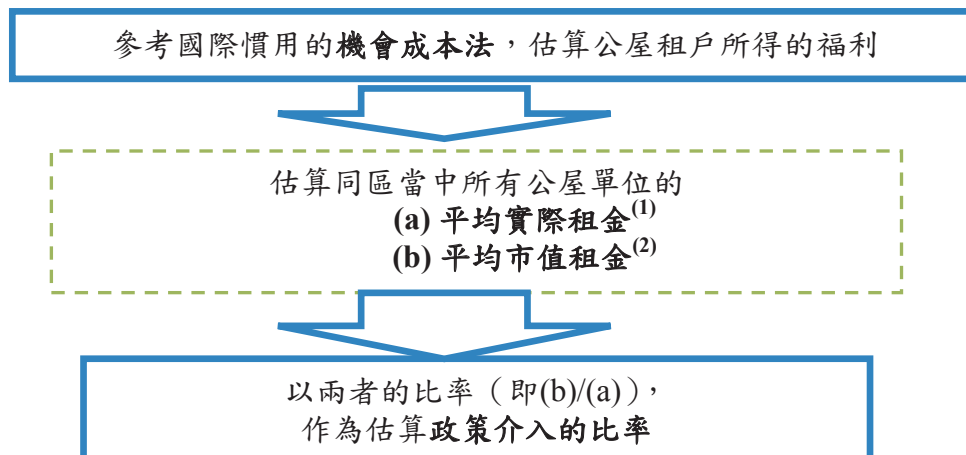 參考國際慣用的機會成本法，估算公屋租戶所得的福利
估算同區當中所有公屋單位的
(a) 平均實際租金(1)
(b) 平均市值租金(2)
以兩者的比率（即(b)/(a)），
作為估算政策介入的比率